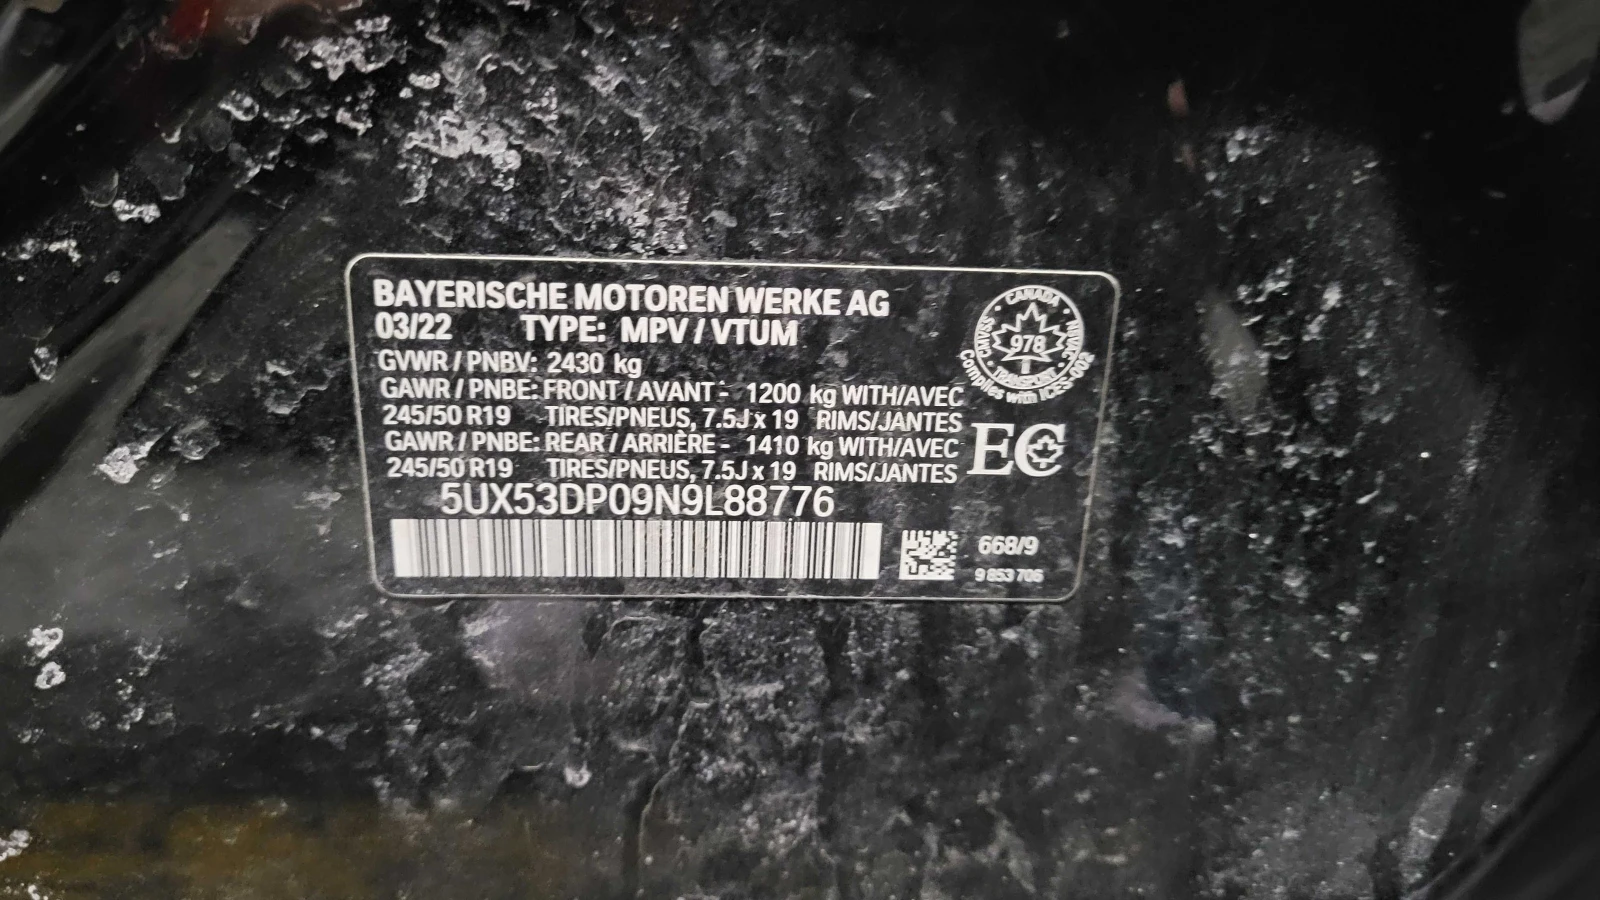 BAYERISCHE MOTOREN WERKE AG
03/22 TYPE: MPV / VTUM
GVWR / PNBV: 2430 kg
GAWR / PNBE: FRONT / AVANT - 1200 kg WITH/AVEC
245/50 R19 TIRES/PNEUS, 7.5J x 19 RIMS/JANTES
GAWR / PNBE: REAR / ARRIÈRE - 1410 kg WITH/AVEC
245/50 R19 TIRES/PNEUS, 7.5J x 19 RIMS/JANTES
5UX53DP09N9L88776
CANADA
CMVSS
978
NSVAC
TRANSPORT
Complies with ICES-002
EC
668/9
9 853 706